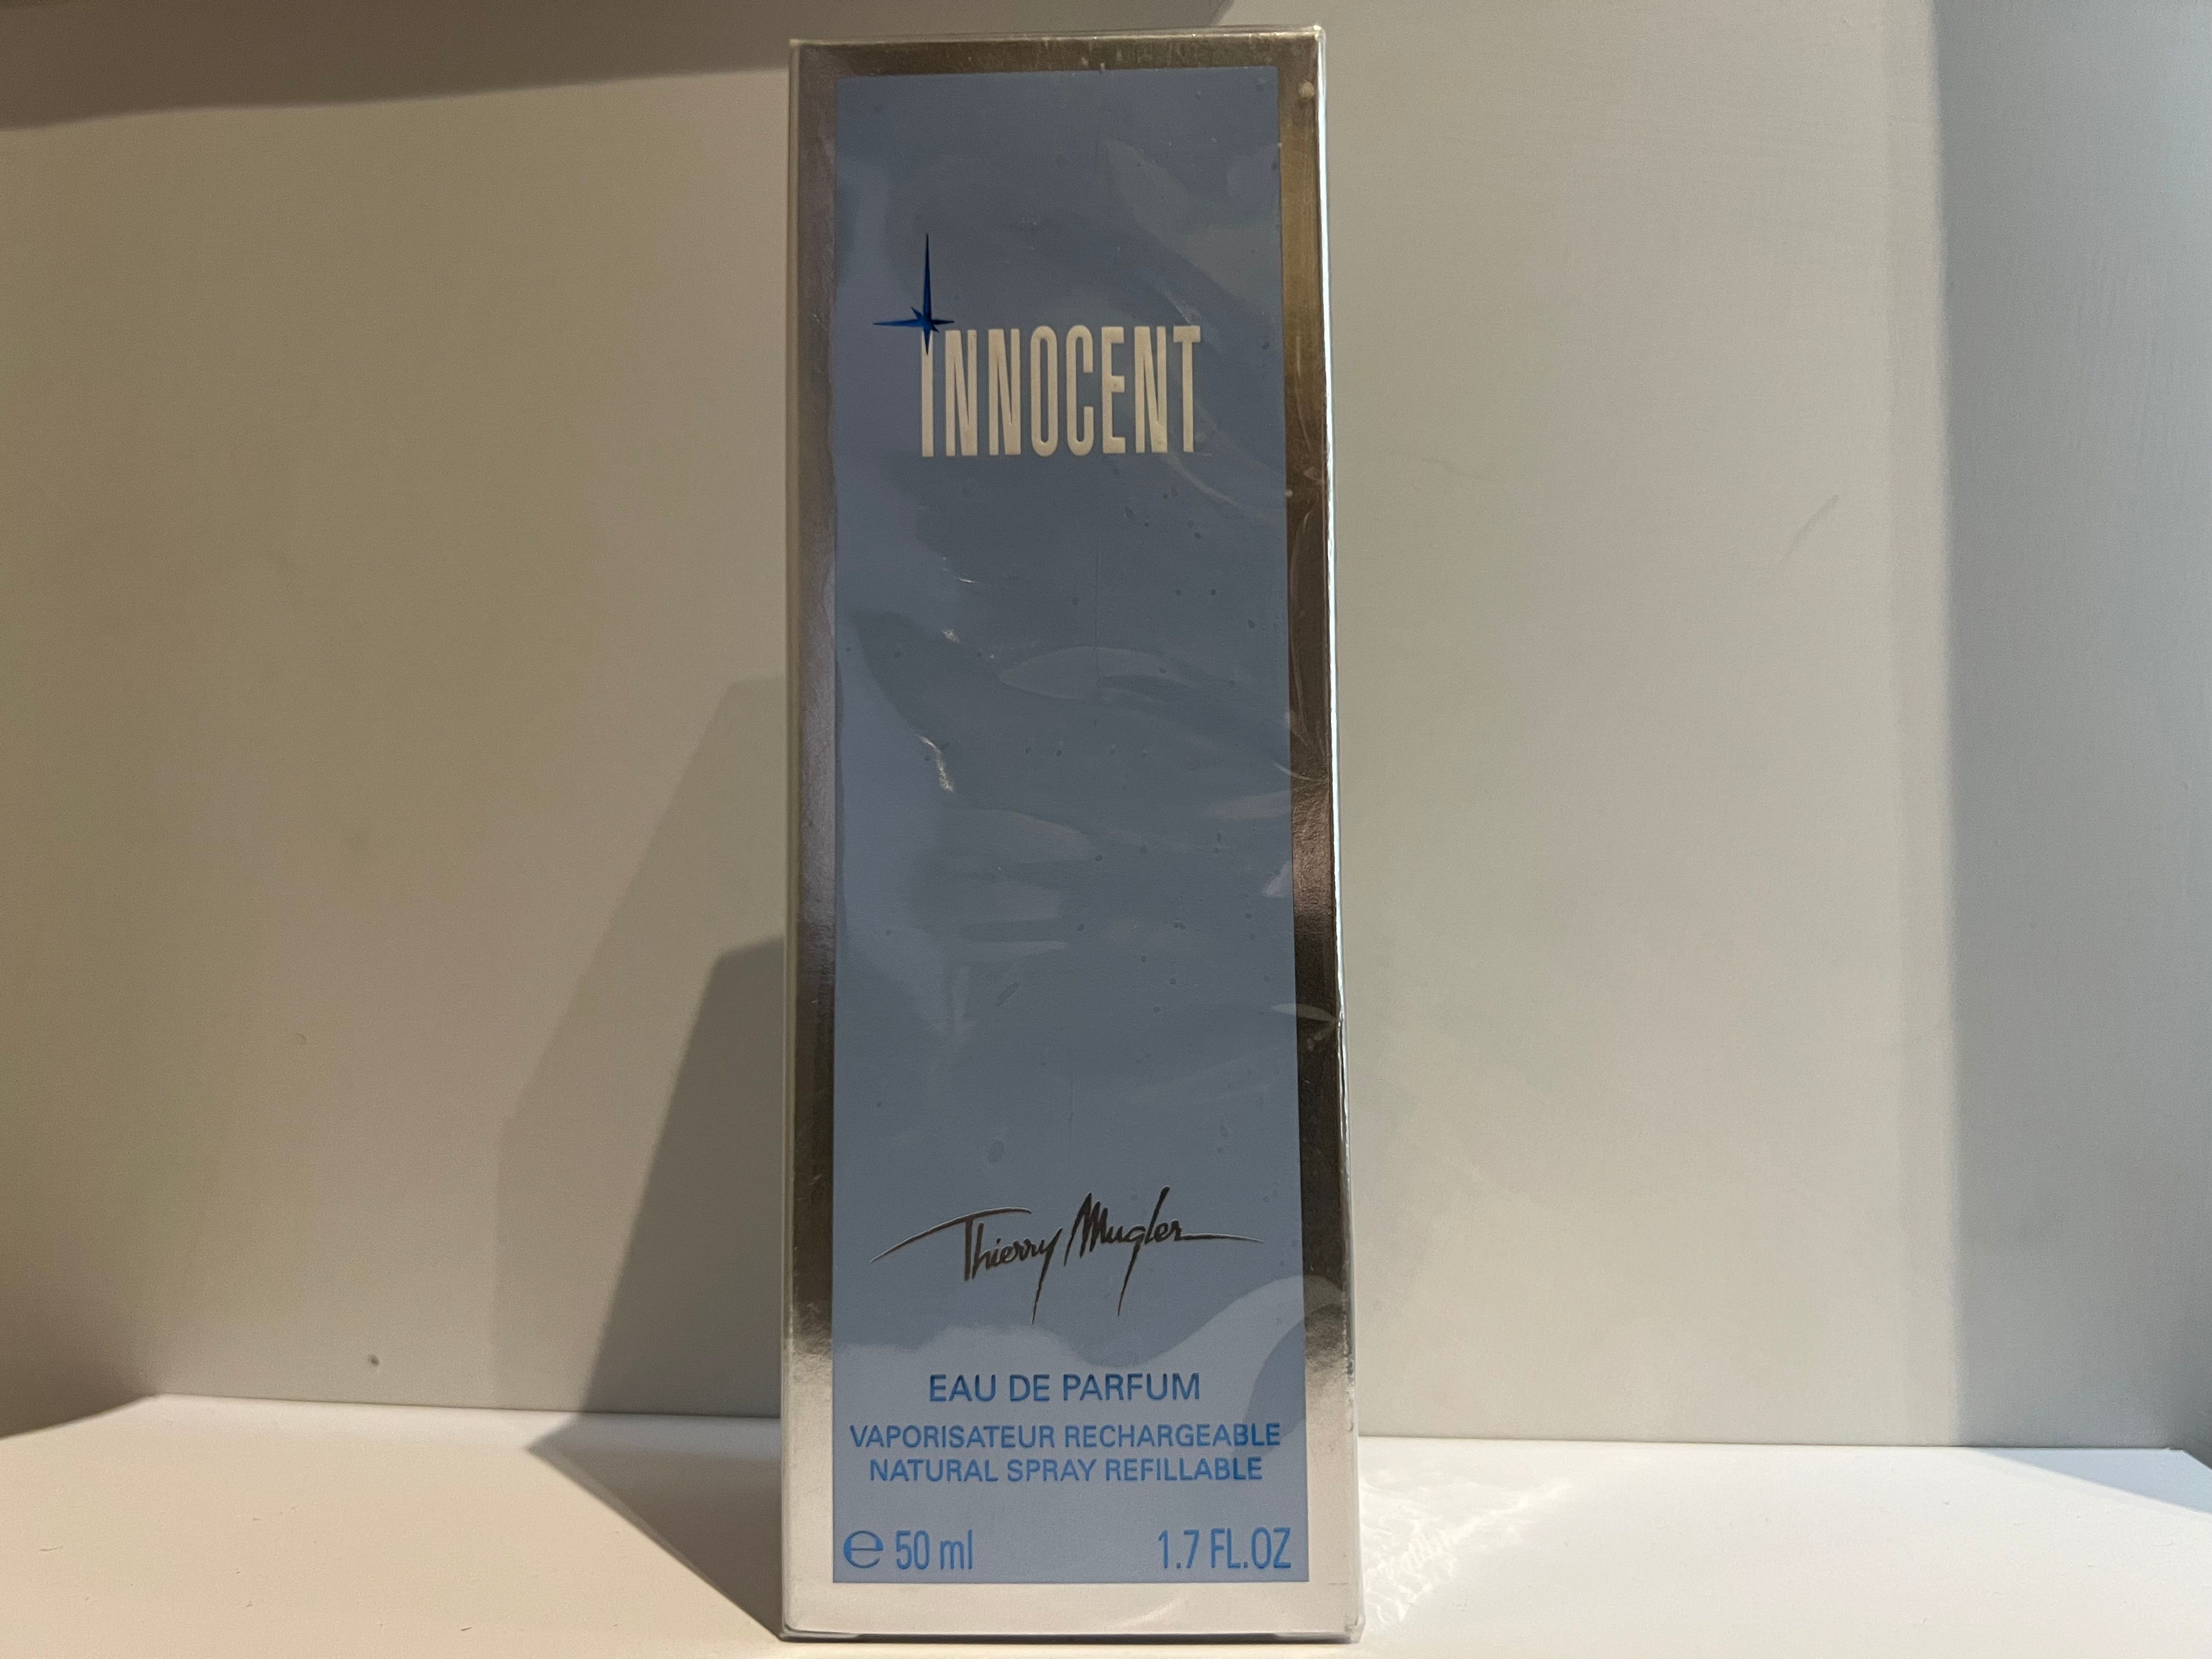 INNOCENT
Thierry Mugler
EAU DE PARFUM
VAPORISATEUR RECHARGEABLE
NATURAL SPRAY REFILLABLE
℮ 50 ml 1.7 FL.OZ